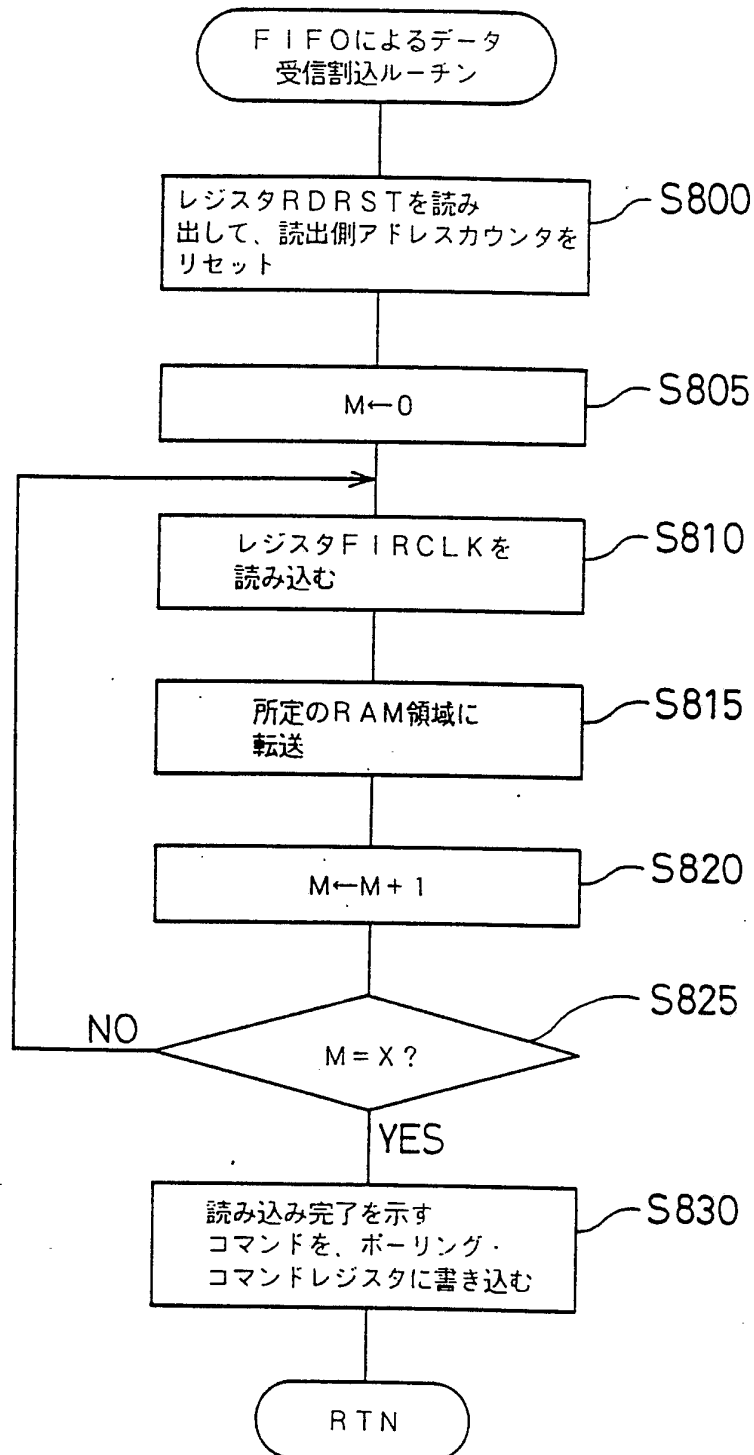 FIFOによるデータ
受信割込ルーチン
レジスタRDRSTを読み
出して、読出側アドレスカウンタを
リセット
S800
M←0
S805
レジスタFIRCLKを
読み込む
S810
所定のRAM領域に
転送
S815
M←M+1
S820
S825
NO
M=X?
YES
読み込み完了を示す
コマンドを、ポーリング・
コマンドレジスタに書き込む
S830
RTN